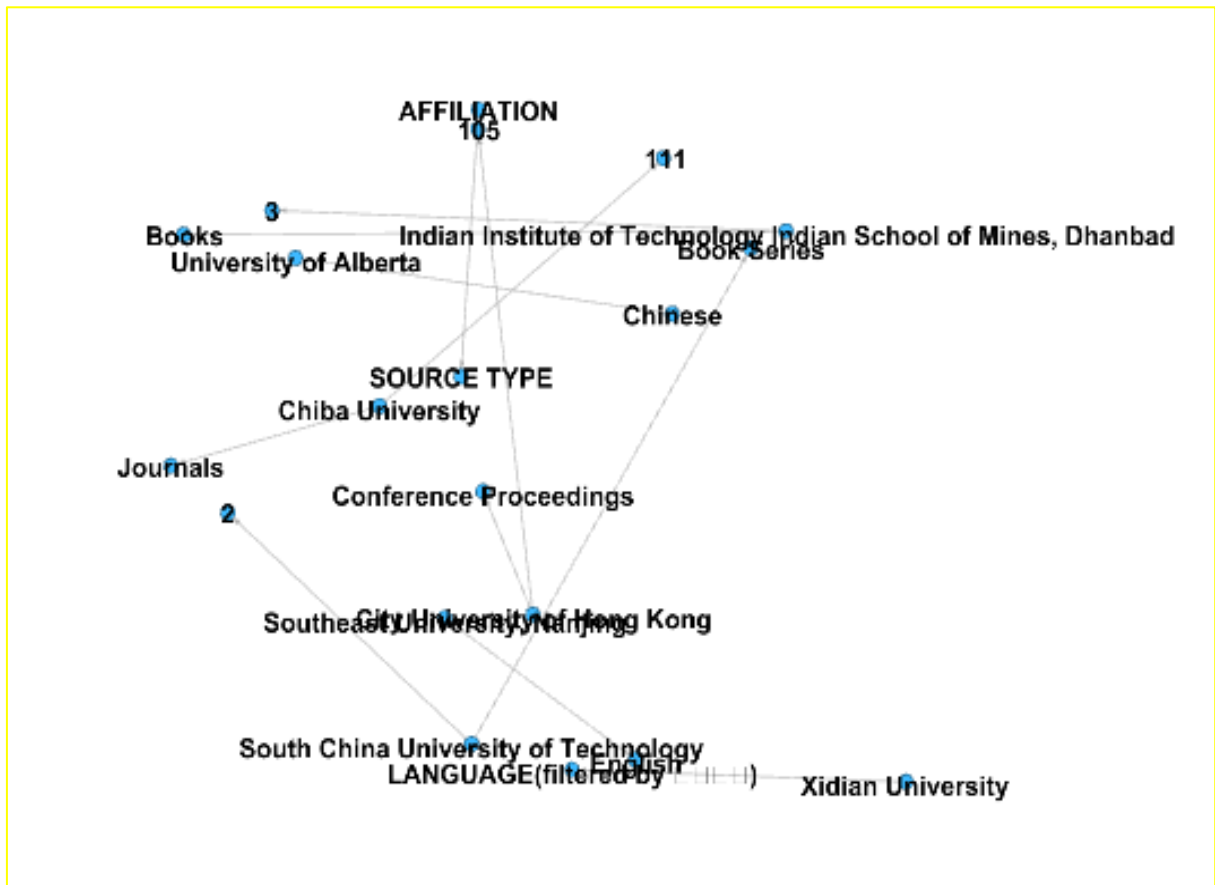 AFFILIATION
105
111
3
Books
Indian Institute of Technology Indian School of Mines, Dhanbad
Book Series
University of Alberta
Chinese
SOURCE TYPE
Chiba University
Journals
Conference Proceedings
2
City University of Hong Kong
Southeast University, Nanjing
South China University of Technology
English
LANGUAGE(filtered by )
Xidian University